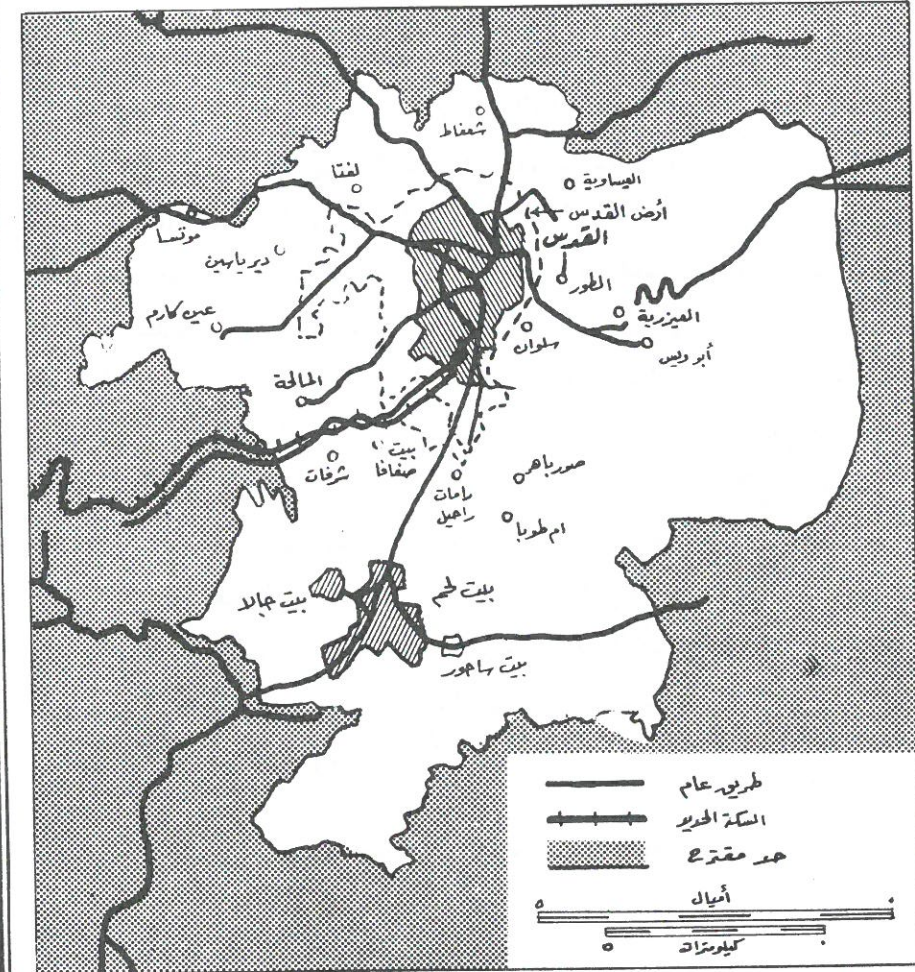 شعفاط
لفتا
العيساوية
أرض القدس
القدس
موتسا
دير ياسين
الطور
العيزرية
عين كارم
سلوان
أبو ديس
المالحة
بيت
صفافا
شرفات
رامات
راحيل
صور باهر
ام طوبا
بيت جالا
بيت لحم
بيت ساحور
طريق عام
السكة الحديد
حد مقترح
أميال
كيلومترات